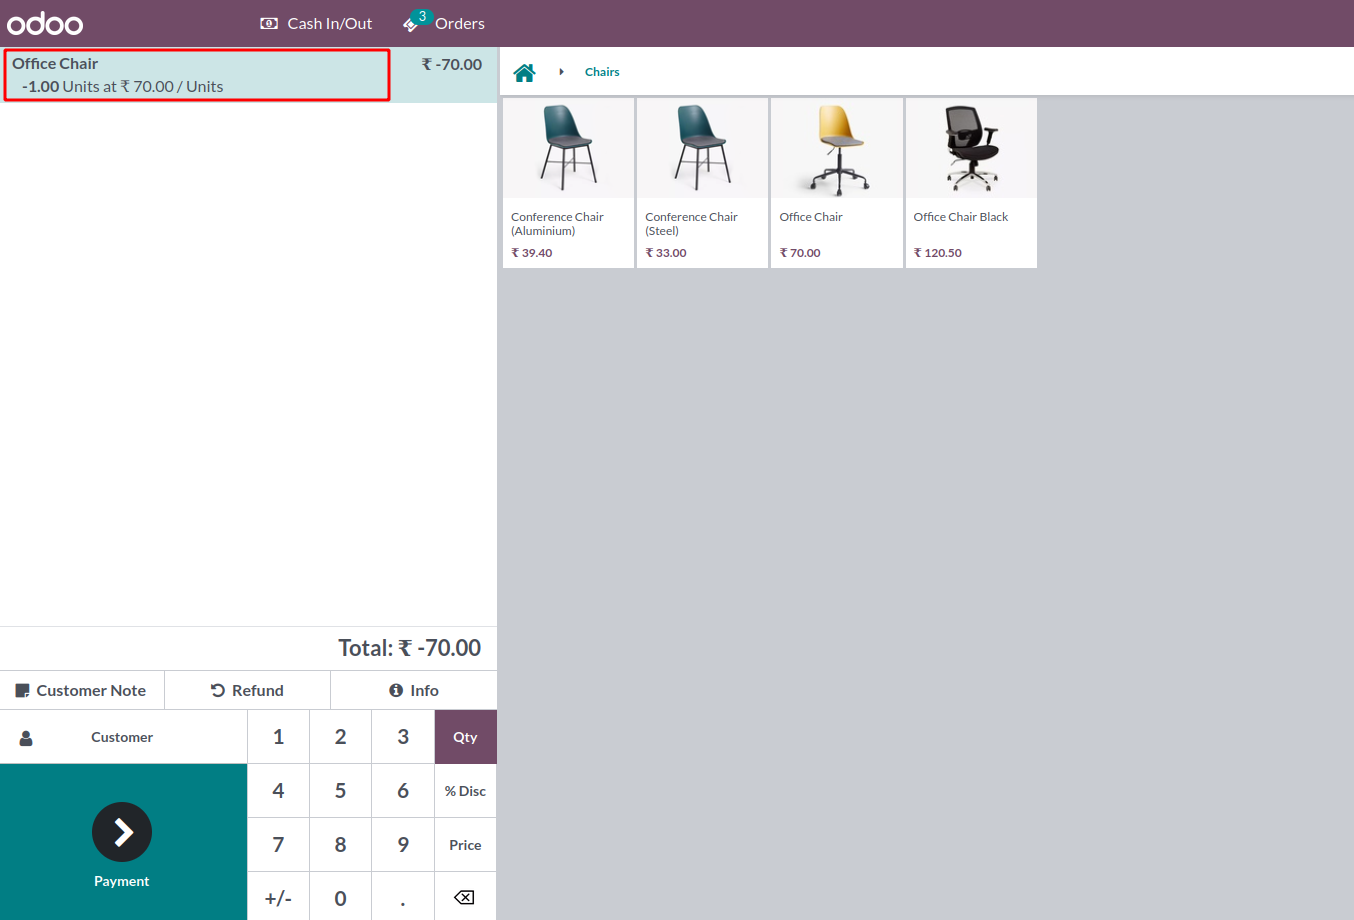 odoo
Cash In/Out
3
Orders
Office Chair
₹ -70.00
-1.00 Units at ₹ 70.00 / Units
Chairs
Conference Chair
(Aluminium)
₹ 39.40
Conference Chair
(Steel)
₹ 33.00
Office Chair
₹ 70.00
Office Chair Black
₹ 120.50
Total: ₹ -70.00
Customer Note
Refund
Info
Customer
1 2 3 Qty
4 5 6 % Disc
7 8 9 Price
+/- 0 .
Payment